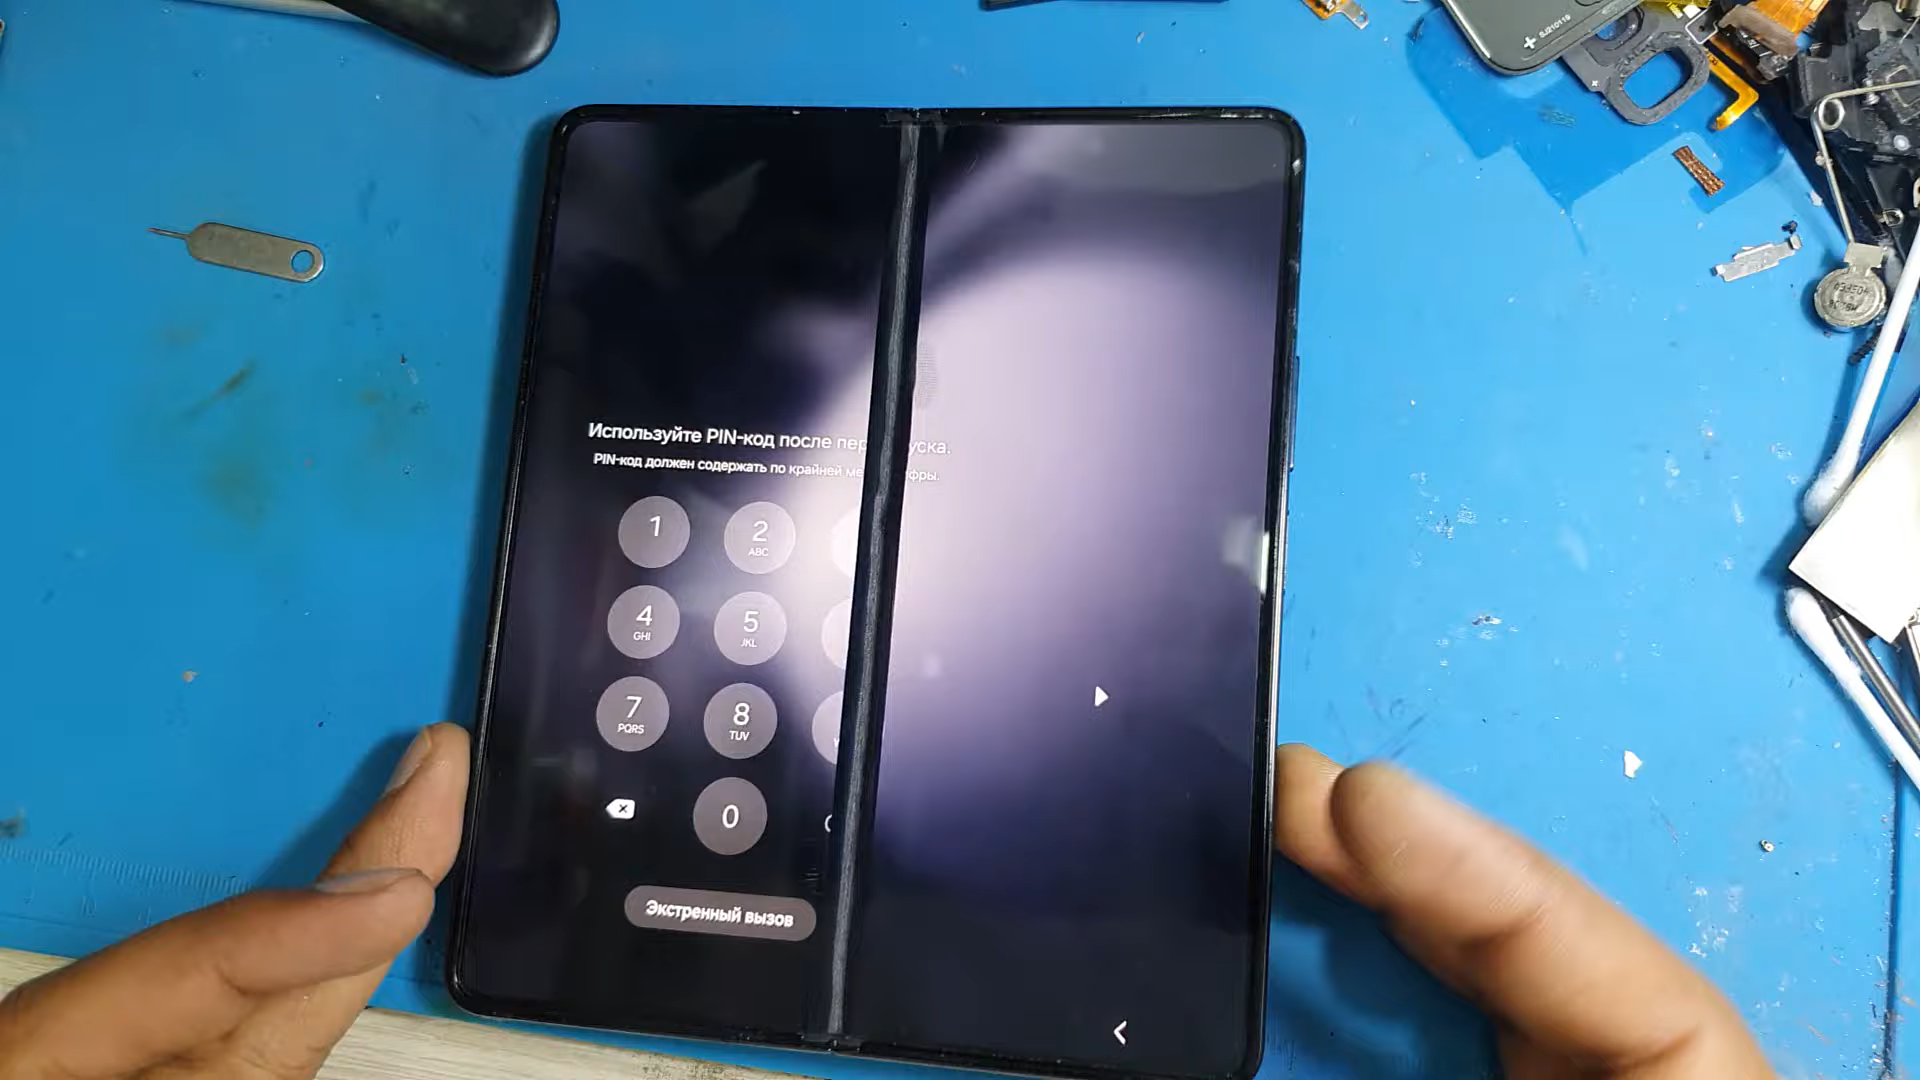 SJ210119
Используйте PIN-код после пер уска.
PIN-код должен содержать по крайней ме фры.
1
2
ABC
4
GHI
5
JKL
7
PQRS
8
TUV
0
Экстренный вызов